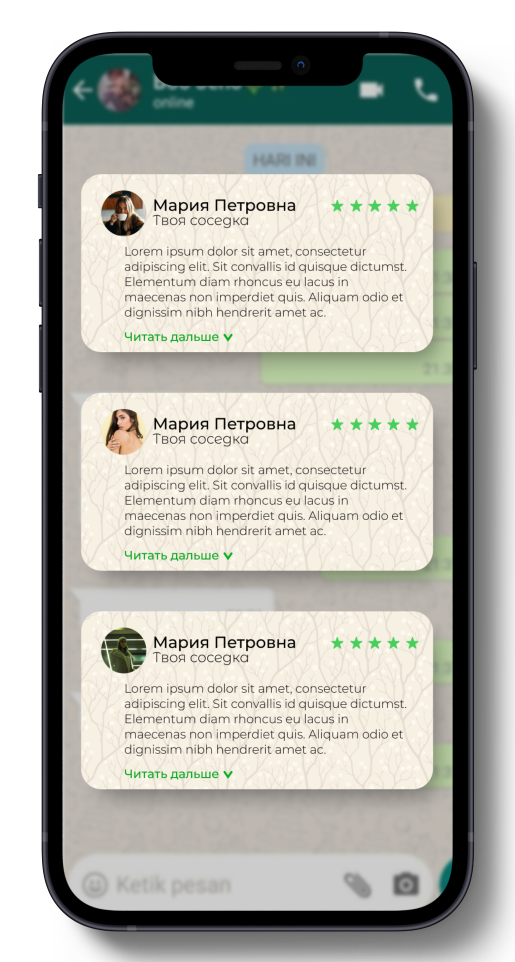 online
HARI INI
Мария Петровна
Твоя соседка
Lorem ipsum dolor sit amet, consectetur
adipiscing elit. Sit convallis id quisque dictumst.
Elementum diam rhoncus eu lacus in
maecenas non imperdiet quis. Aliquam odio et
dignissim nibh hendrerit amet ac.
Читать дальше
Мария Петровна
Твоя соседка
Lorem ipsum dolor sit amet, consectetur
adipiscing elit. Sit convallis id quisque dictumst.
Elementum diam rhoncus eu lacus in
maecenas non imperdiet quis. Aliquam odio et
dignissim nibh hendrerit amet ac.
Читать дальше
Мария Петровна
Твоя соседка
Lorem ipsum dolor sit amet, consectetur
adipiscing elit. Sit convallis id quisque dictumst.
Elementum diam rhoncus eu lacus in
maecenas non imperdiet quis. Aliquam odio et
dignissim nibh hendrerit amet ac.
Читать дальше
Ketik pesan